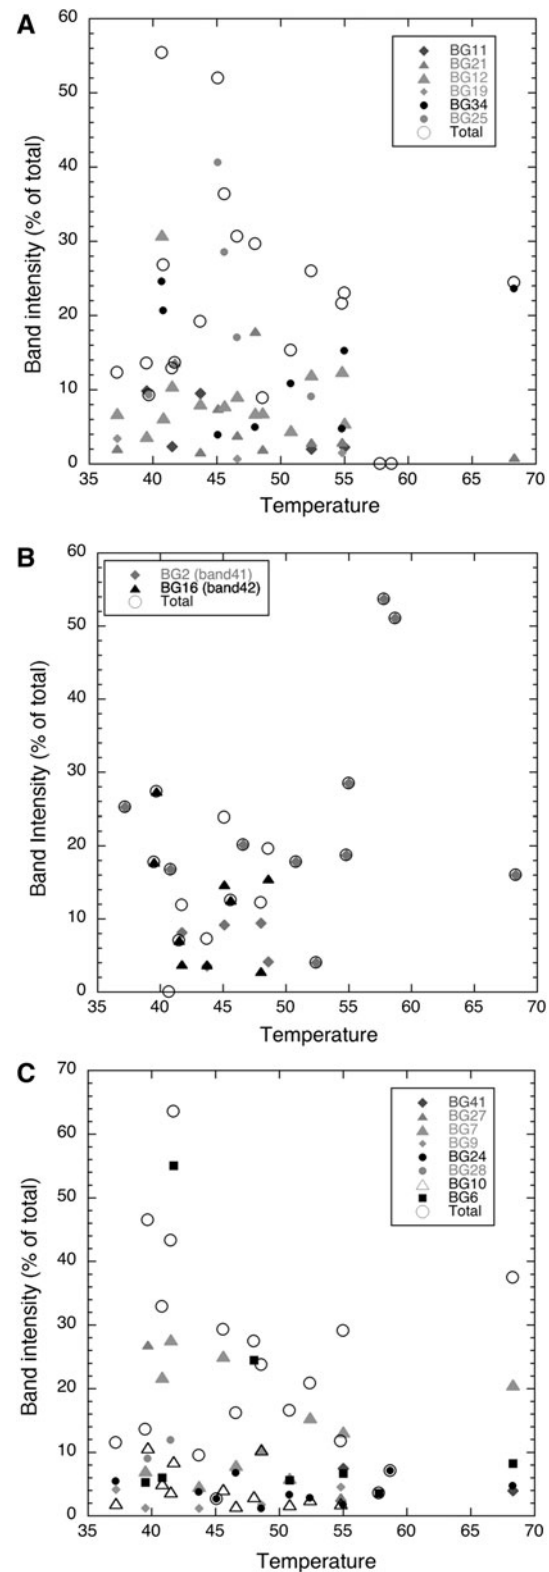 A
60
50
40
30
20
10
0
Band intensity (% of total)
BG11
BG21
BG12
BG19
BG34
BG25
Total
35 40 45 50 55 60 65 70
Temperature
B
60
50
40
30
20
10
0
Band Intensity (% of total)
BG2 (band41)
BG16 (band42)
Total
35 40 45 50 55 60 65 70
Temperature
C
70
60
50
40
30
20
10
0
Band intensity (% of total)
BG41
BG27
BG7
BG9
BG24
BG28
BG10
BG6
Total
35 40 45 50 55 60 65 70
Temperature